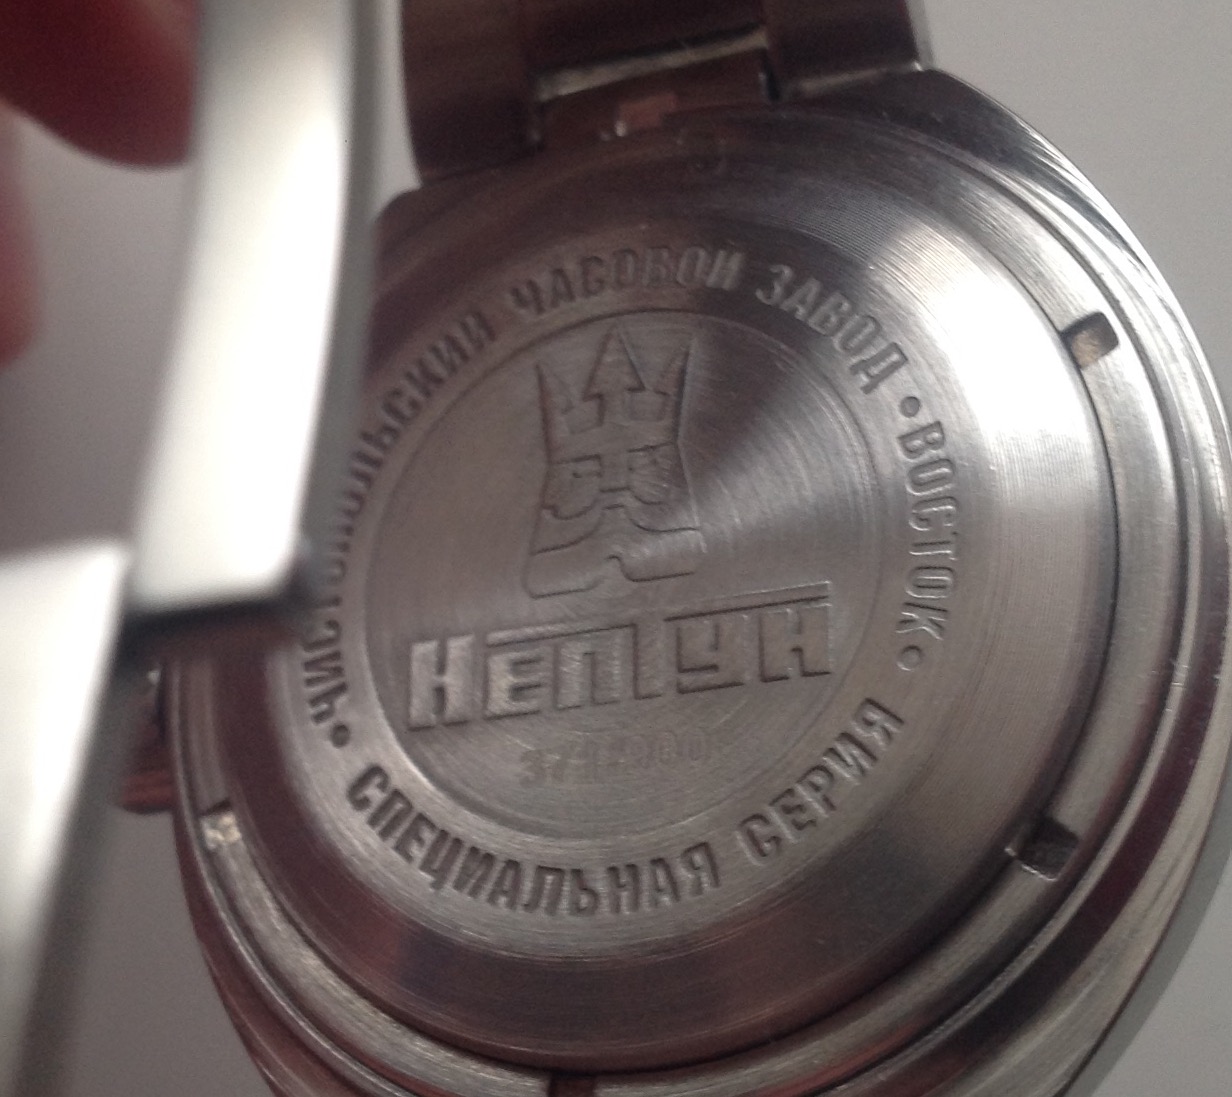 ЧИСТОПОЛЬСКИЙ ЧАСОВОЙ ЗАВОД • ВОСТОК •
НЕПТУН
СПЕЦИАЛЬНАЯ СЕРИЯ •